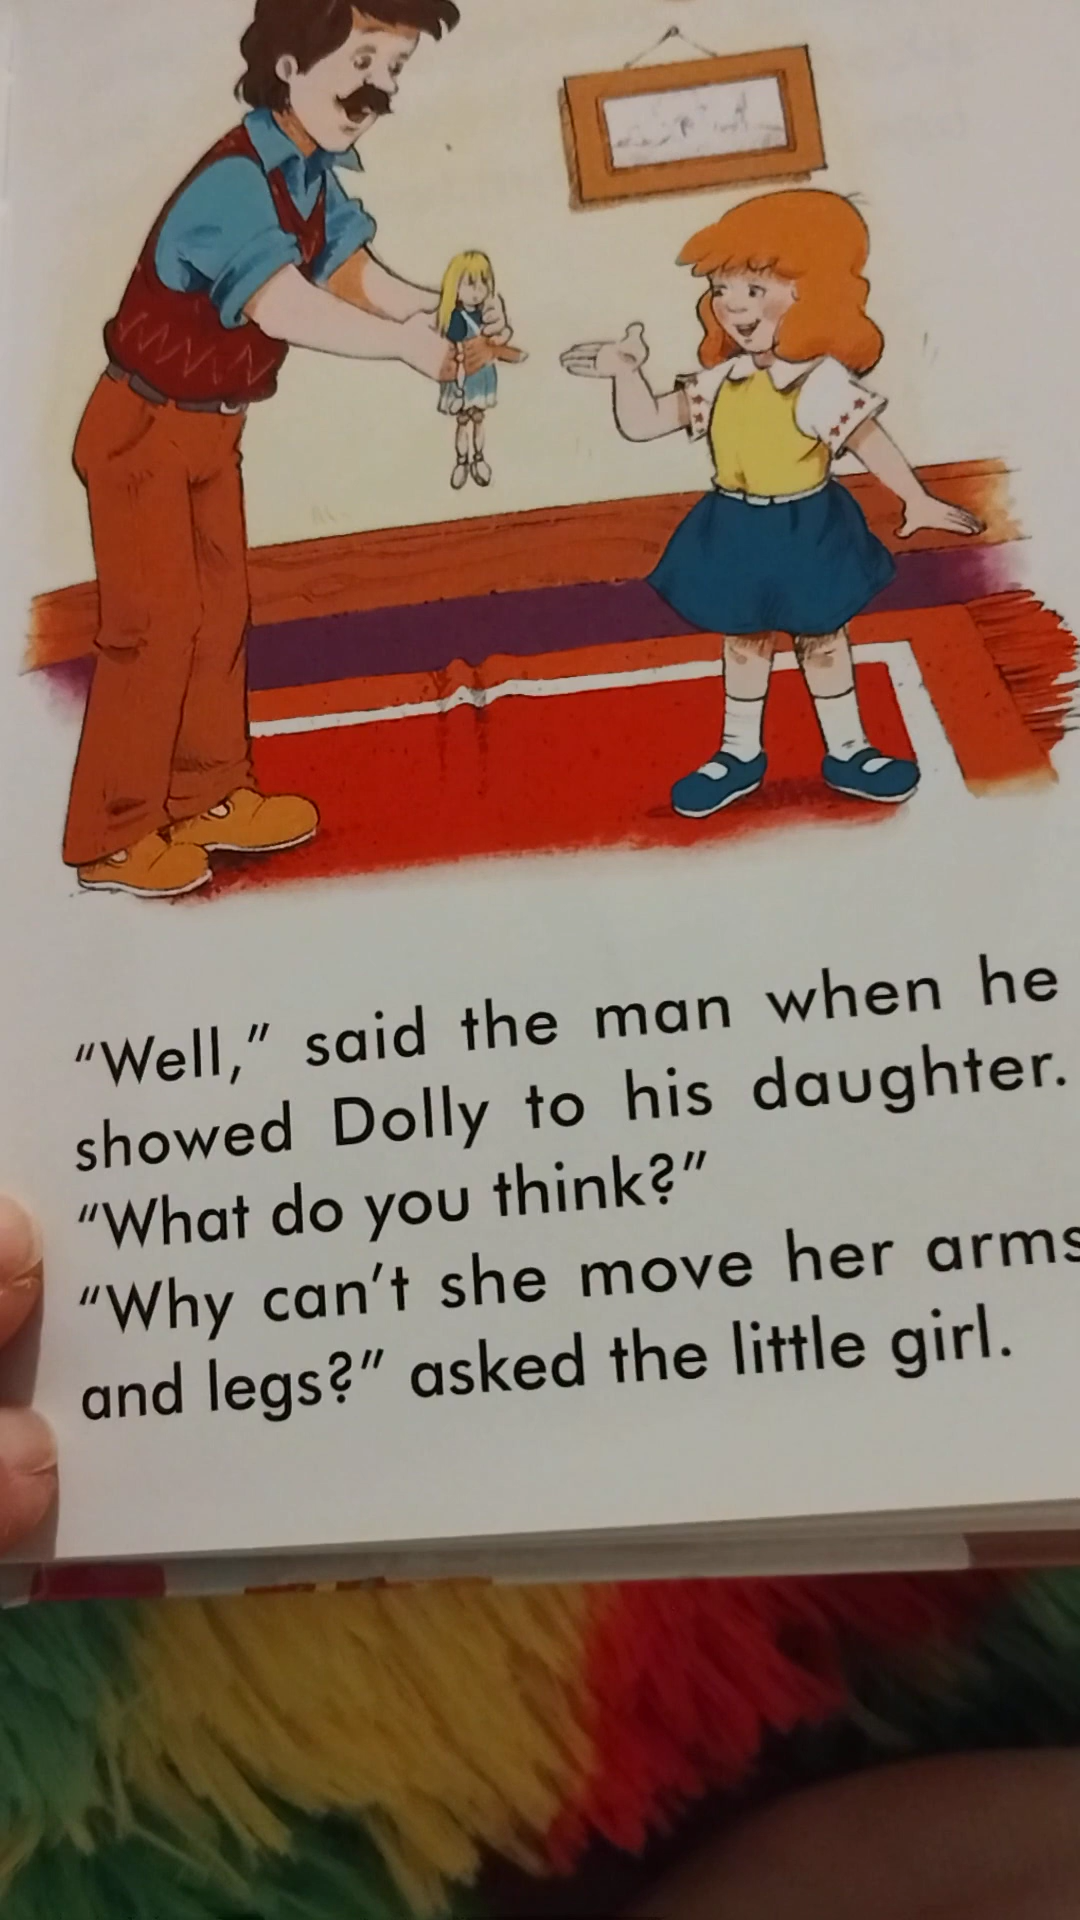 “Well,” said the man when he
showed Dolly to his daughter.
“What do you think?”
“Why can't she move her arms
and legs?” asked the little girl.